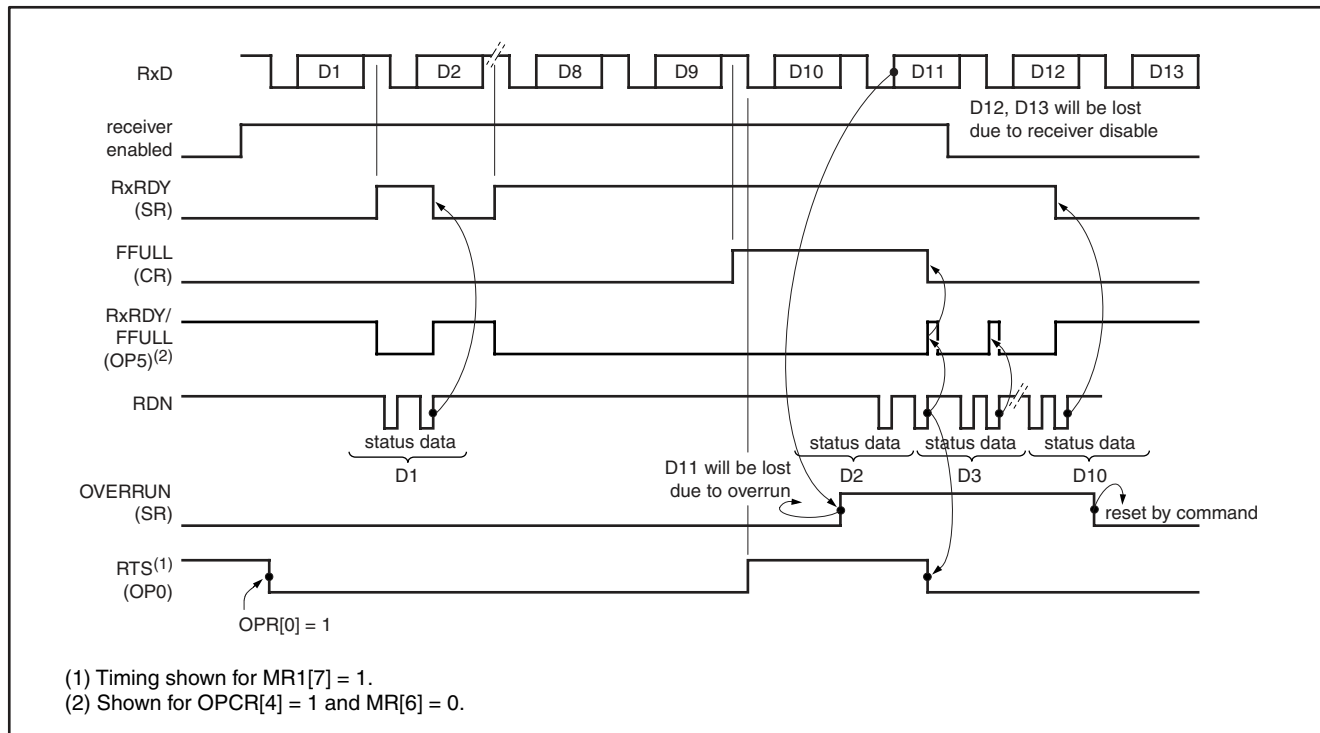 RxD
D1 D2 D8 D9 D10 D11 D12 D13
D12, D13 will be lost
due to receiver disable
receiver
enabled
RxRDY
(SR)
FFULL
(CR)
RxRDY/
FFULL
(OP5)(2)
RDN
status data
D1
status data
D2
status data
D3
status data
D10
D11 will be lost
due to overrun
OVERRUN
(SR)
reset by command
RTS(1)
(OP0)
OPR[0] = 1
(1) Timing shown for MR1[7] = 1.
(2) Shown for OPCR[4] = 1 and MR[6] = 0.